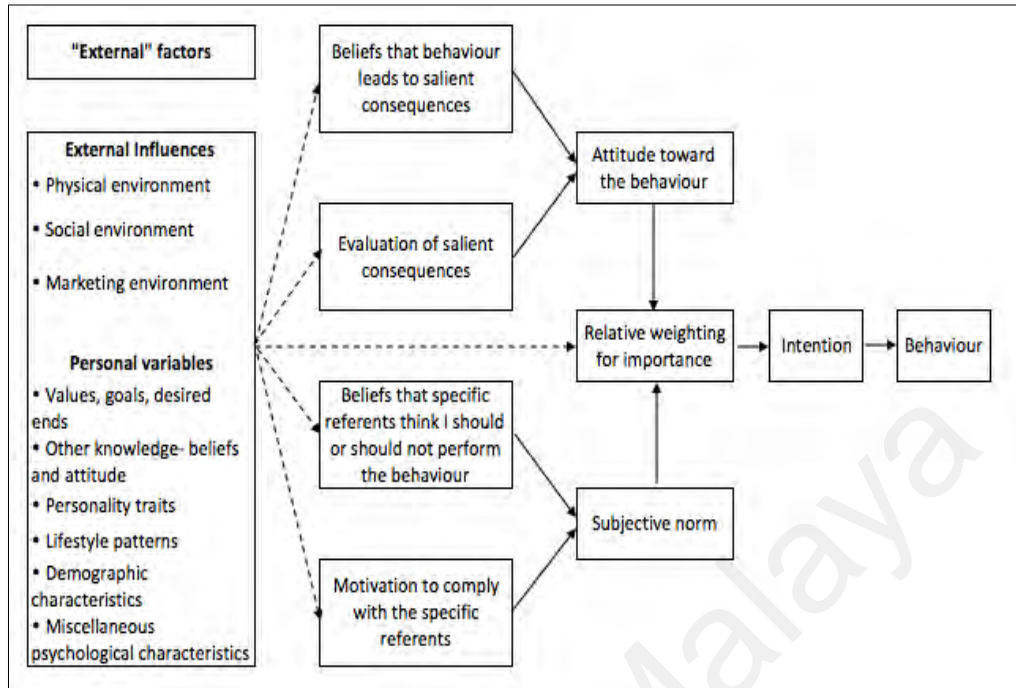 "External" factors
External Influences
• Physical environment
• Social environment
• Marketing environment
Personal variables
• Values, goals, desired
ends
• Other knowledge- beliefs
and attitude
• Personality traits
• Lifestyle patterns
• Demographic
characteristics
• Miscellaneous
psychological characteristics
Beliefs that behaviour
leads to salient
consequences
Evaluation of salient
consequences
Beliefs that specific
referents think I should
or should not perform
the behaviour
Motivation to comply
with the specific
referents
Attitude toward
the behaviour
Relative weighting
for importance
Subjective norm
Intention
Behaviour
Malaya